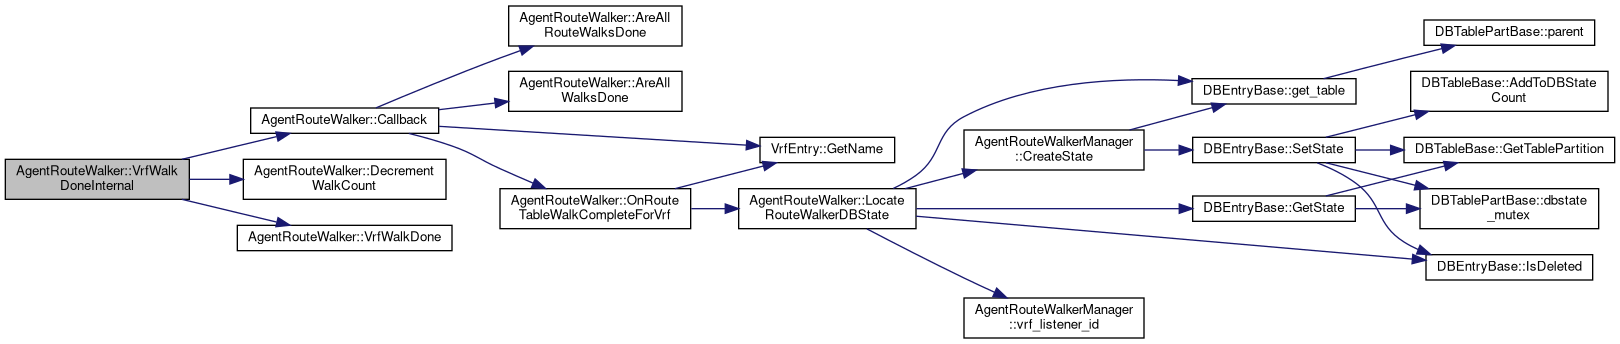 AgentRouteWalker::VrfWalk
DoneInternal
AgentRouteWalker::Callback
AgentRouteWalker::Decrement
WalkCount
AgentRouteWalker::VrfWalkDone
AgentRouteWalker::AreAll
RouteWalksDone
AgentRouteWalker::AreAll
WalksDone
AgentRouteWalker::OnRoute
TableWalkCompleteForVrf
VrfEntry::GetName
AgentRouteWalker::Locate
RouteWalkerDBState
AgentRouteWalkerManager
::CreateState
AgentRouteWalkerManager
::vrf_listener_id
DBEntryBase::get_table
DBEntryBase::SetState
DBEntryBase::GetState
DBTablePartBase::parent
DBTableBase::AddToDBState
Count
DBTableBase::GetTablePartition
DBTablePartBase::dbstate
_mutex
DBEntryBase::IsDeleted